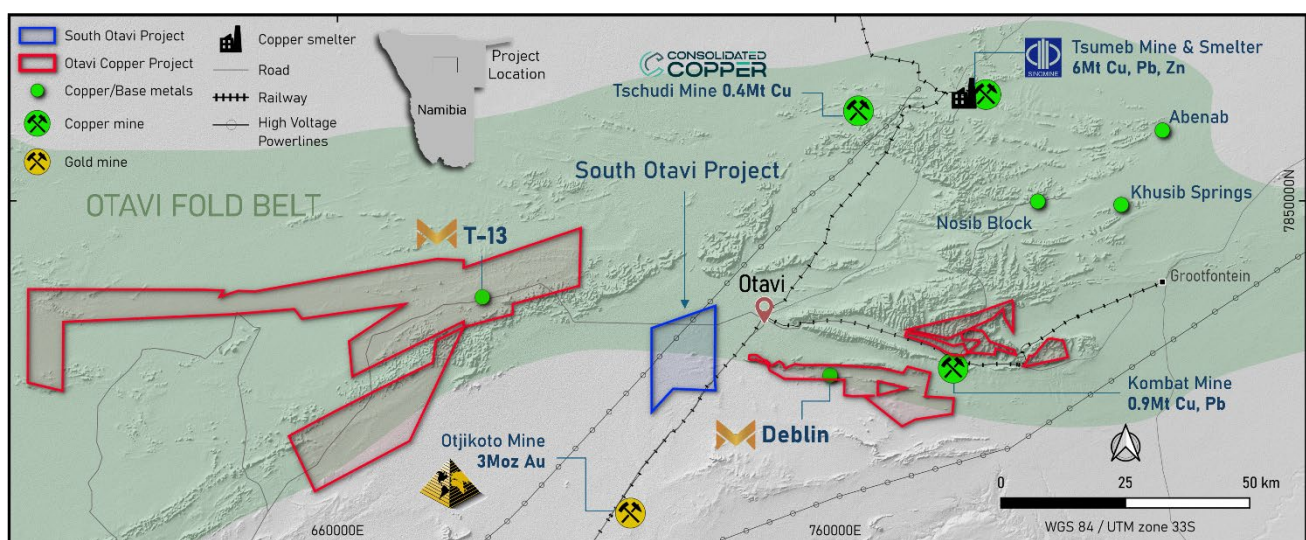 South Otavi Project
Otavi Copper Project
Copper/Base metals
Copper mine
Gold mine
Copper smelter
Road
Railway
High Voltage
Powerlines
Project
Location
Namibia
CONSOLIDATED
COPPER
Tschudi Mine 0.4Mt Cu
SINOMINE
Tsumeb Mine & Smelter
6Mt Cu, Pb, Zn
Abenab
OTAVI FOLD BELT
South Otavi Project
Khusib Springs
Nosib Block
7850000N
T-13
Otavi
Grootfontein
Kombat Mine
0.9Mt Cu, Pb
Deblin
Otjikoto Mine
3Moz Au
0
25
50 km
660000E
760000E
WGS 84 / UTM zone 33S